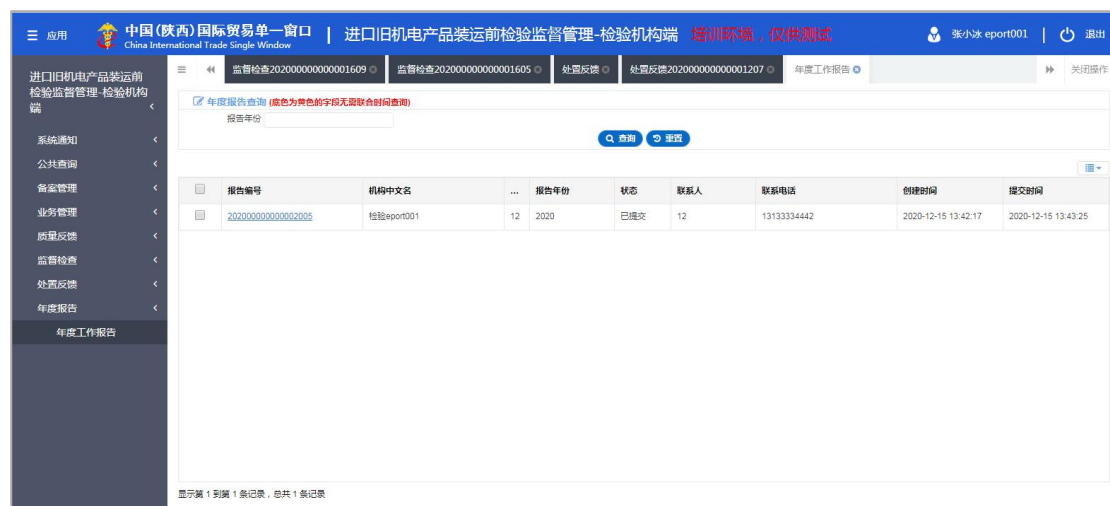 应用
中国(陕西)国际贸易单一窗口 | 进口旧机电产品装运前检验监督管理-检验机构端 培训环境，仅供测试 张小冰 eport001 | 退出
China International Trade Single Window
进口旧机电产品装运前检验监督管理-检验机构端
监督检查202000000000001609 监督检查202000000000001605 处置反馈 处置反馈202000000000001207 年度工作报告 关闭操作
年度报告查询 (底色为黄色的字段无需联合时间查询)
报告年份
查询 重置
系统通知
公共查询
备案管理
业务管理
质量反馈
监督检查
处置反馈
年度报告
年度工作报告
报告编号 机构中文名 ... 报告年份 状态 联系人 联系电话 创建时间 提交时间
202000000000002005 检验eport001 12 2020 已提交 12 13133334442 2020-12-15 13:42:17 2020-12-15 13:43:25
显示第 1 到第 1 条记录，总共 1 条记录